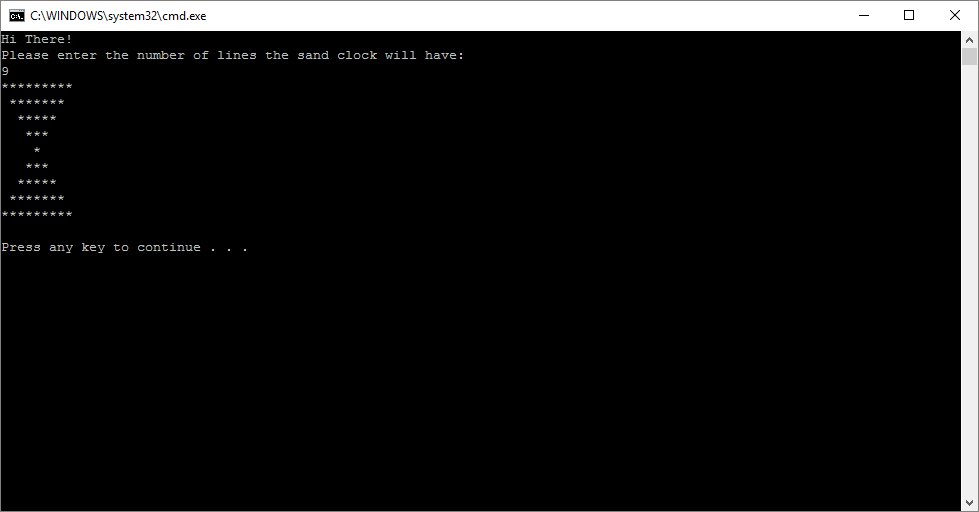 C:\WINDOWS\system32\cmd.exe
Hi There!
Please enter the number of lines the sand clock will have:
9
*********
 *******
  *****
   ***
    *
   ***
  *****
 *******
*********
Press any key to continue . . .